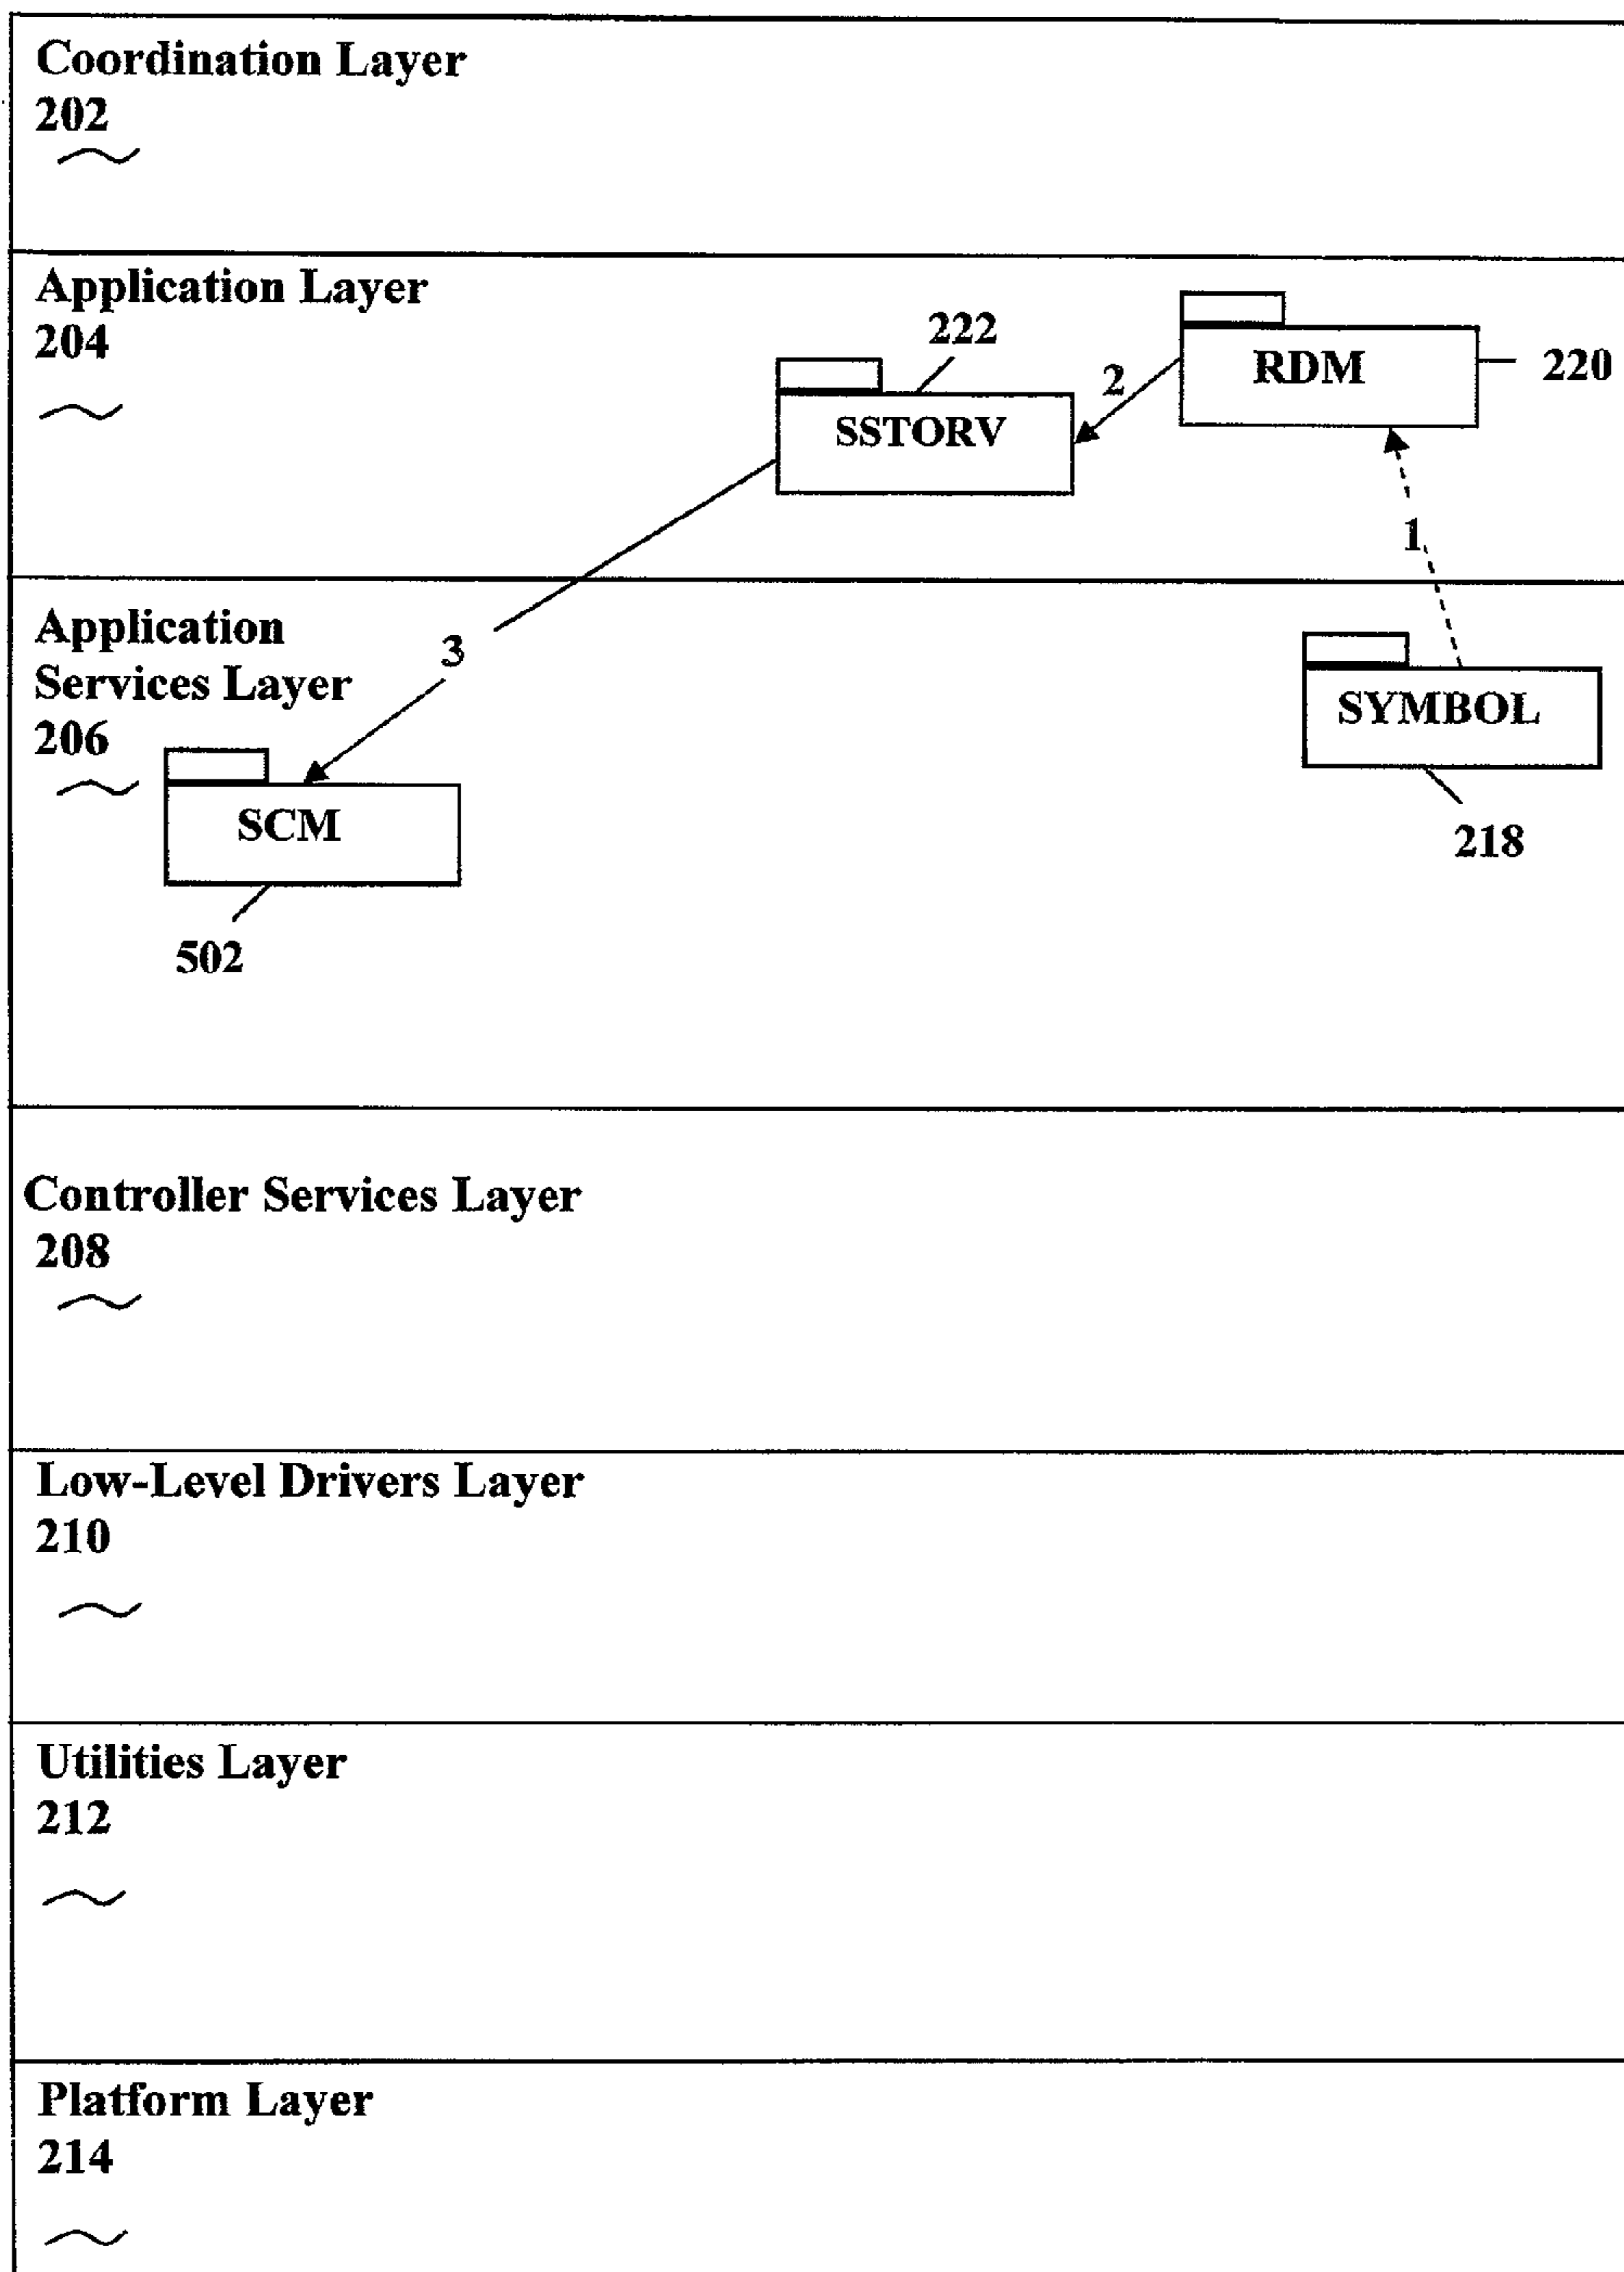 Coordination Layer
202
Application Layer
204
222
2
RDM
220
SSTORV
1
Application
Services Layer
206
3
SYMBOL
218
SCM
502
Controller Services Layer
208
Low-Level Drivers Layer
210
Utilities Layer
212
Platform Layer
214